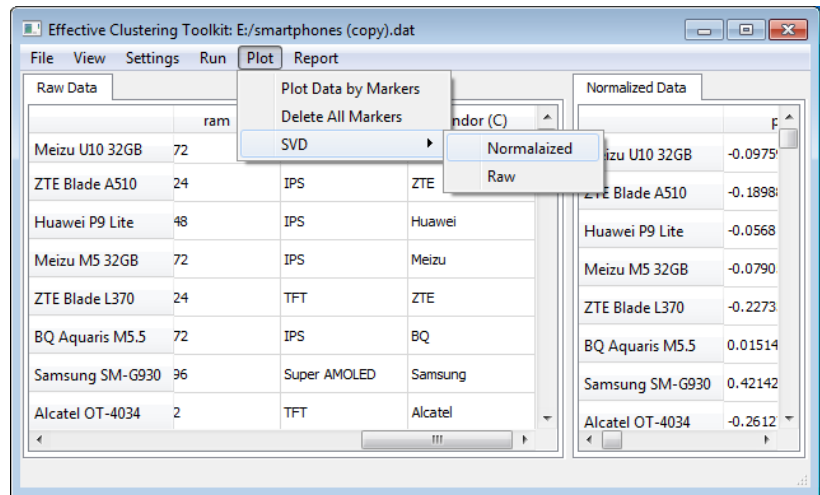 Effective Clustering Toolkit: E:/smartphones (copy).dat
File View Settings Run Plot Report
Raw Data Plot Data by Markers Normalized Data
ram Delete All Markers ndor (C) p
SVD Normalaized
Meizu U10 32GB 72 izu U10 32GB -0.0975
Raw
ZTE Blade A510 24 IPS ZTE ZTE Blade A510 -0.1898
Huawei P9 Lite 48 IPS Huawei Huawei P9 Lite -0.0568
Meizu M5 32GB 72 IPS Meizu Meizu M5 32GB -0.0790
ZTE Blade L370 24 TFT ZTE ZTE Blade L370 -0.2273
BQ Aquaris M5.5 72 IPS BQ BQ Aquaris M5.5 0.01514
Samsung SM-G930 96 Super AMOLED Samsung Samsung SM-G930 0.42142
Alcatel OT-4034 2 TFT Alcatel Alcatel OT-4034 -0.2612